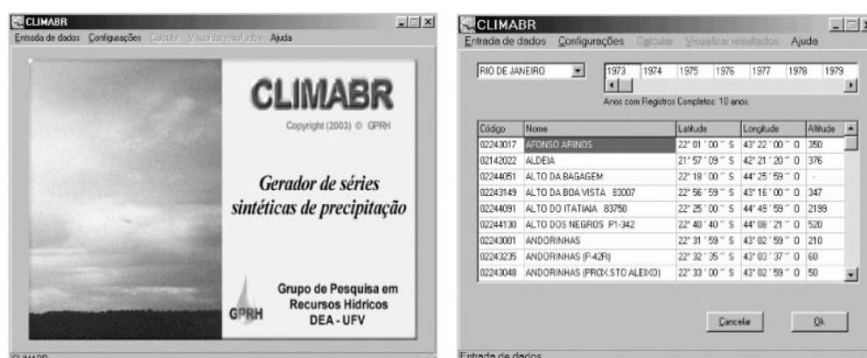 CLIMABR
Entrada de dados Configurações Calcular Visualizar resultados Ajuda
CLIMABR
Copyright (2003) © GPRH
Gerador de séries
sintéticas de precipitação
GPRH
Grupo de Pesquisa em
Recursos Hídricos
DEA - UFV
CLIMABR
CLIMABR
Entrada de dados Configurações Calcular Visualizar resultados Ajuda
RIO DE JANEIRO 1973 1974 1975 1976 1977 1978 1979
Anos com Registros Completos: 10 anos.
Código Nome Latitude Longitude Altitude
02243017 AFONSO ARINOS 22° 01 ' 00 '' S 43° 22 ' 00 '' O 350
02142022 ALDEIA 21° 57 ' 09 '' S 42° 21 ' 20 '' O 376
02244051 ALTO DA BAGAGEM 22° 18 ' 00 '' S 44° 25 ' 59 '' O -
02243149 ALTO DA BOA VISTA 83007 22° 56 ' 59 '' S 43° 16 ' 00 '' O 347
02244091 ALTO DO ITATIAIA 83750 22° 25 ' 00 '' S 44° 49 ' 59 '' O 2199
02244130 ALTO DOS NEGROS P1-342 22° 40 ' 40 '' S 44° 08 ' 21 '' O 520
02243001 ANDORINHAS 22° 31 ' 59 '' S 43° 02 ' 59 '' O 210
02243235 ANDORINHAS (P-42R) 22° 32 ' 35 '' S 43° 03 ' 37 '' O 60
02243048 ANDORINHAS (PROX.STO ALEIXO) 22° 33 ' 00 '' S 43° 02 ' 59 '' O 50
Cancelar Ok
Entrada de dados